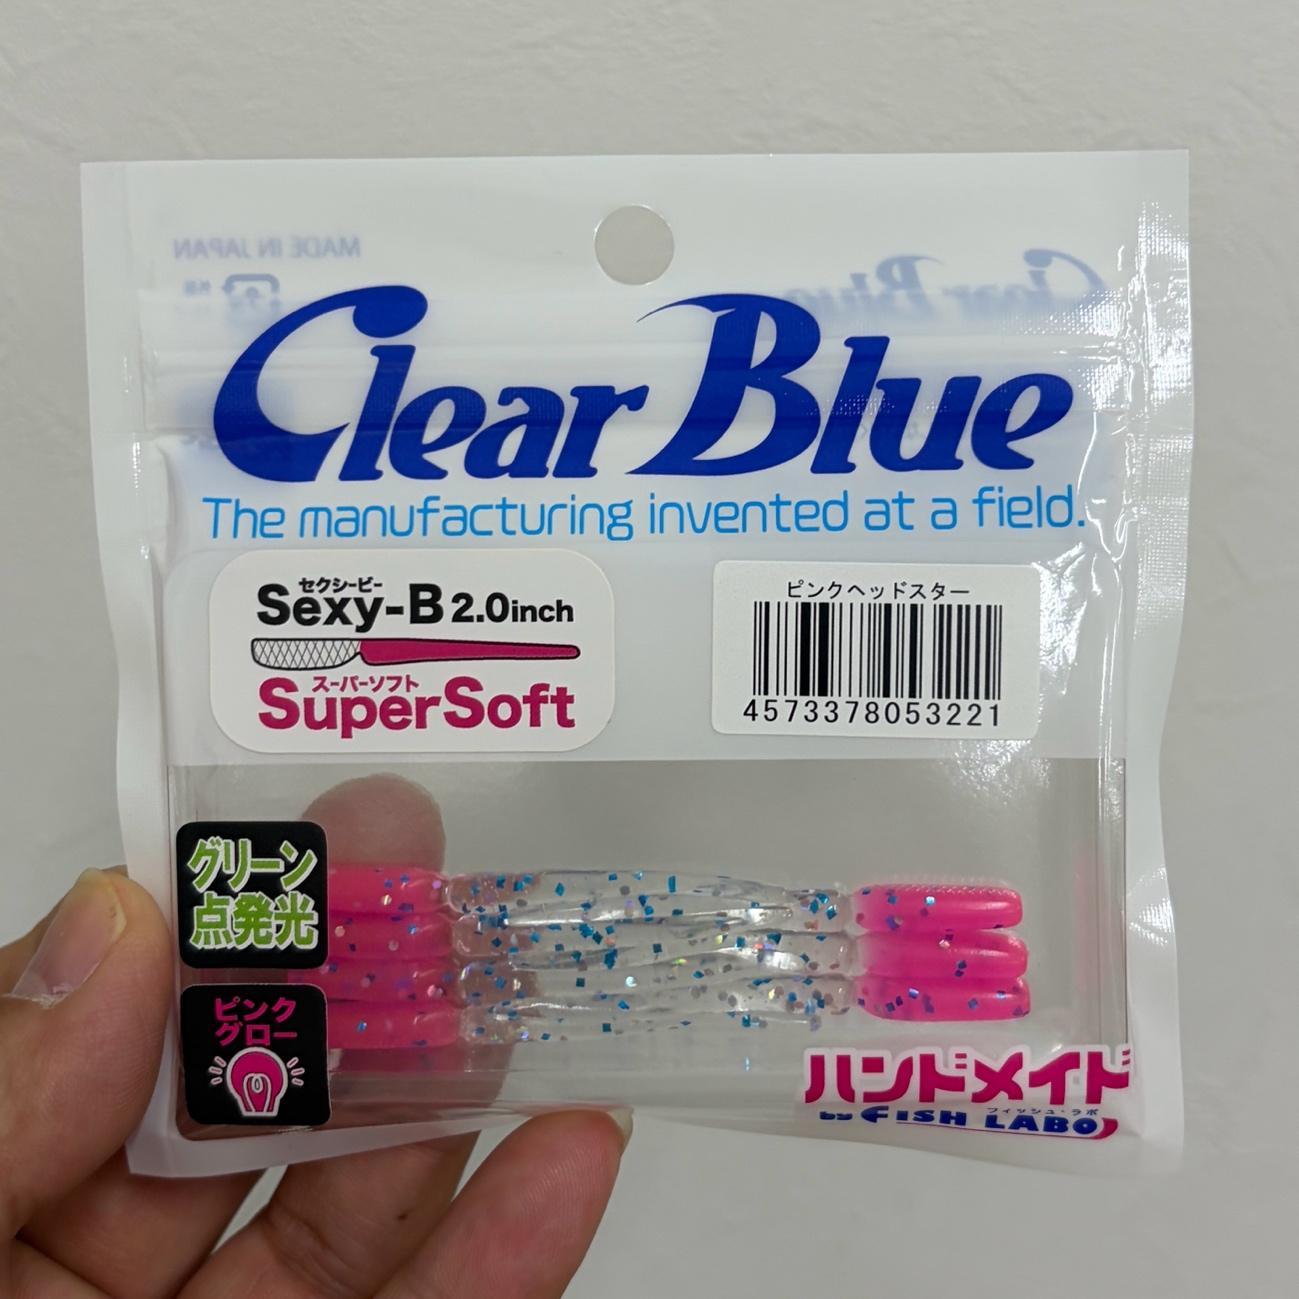 MADE IN JAPAN
Clear Blue
Clear Blue
The manufacturing invented at a field.
セクシービー
Sexy-B 2.0inch
スーパーソフト
SuperSoft
ピンクヘッドスター
4573378053221
グリーン
点発光
ピンク
グロー
ハンドメイド
フィッシュ・ラボ
by FISH LABO